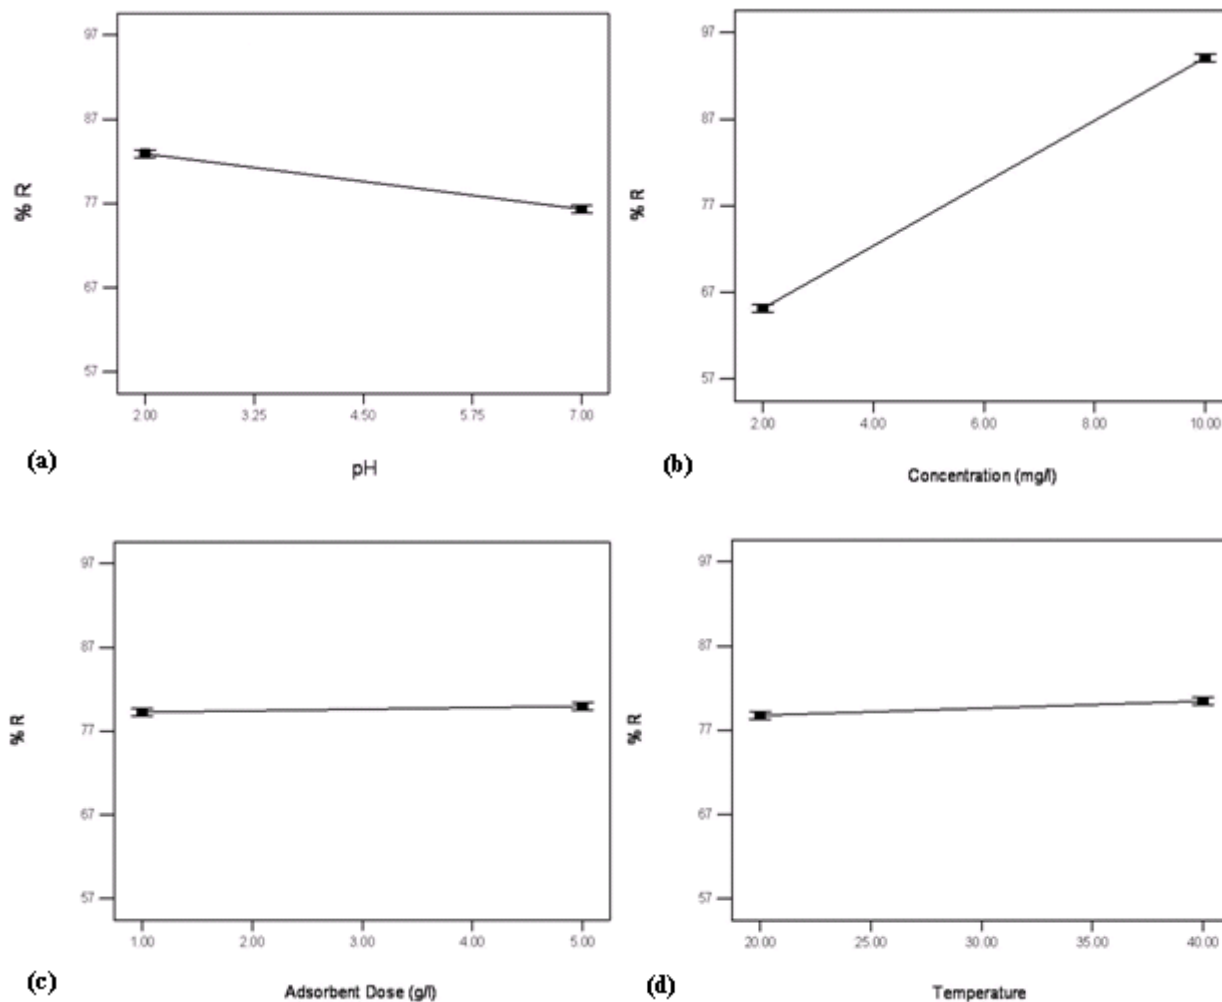 97
87
77
67
57
% R
2.00 3.25 4.50 5.75 7.00
(a)
pH
97
87
77
67
57
% R
2.00 4.00 6.00 8.00 10.00
(b)
Concentration (mg/l)
97
87
77
67
57
% R
1.00 2.00 3.00 4.00 5.00
(c)
Adsorbent Dose (g/l)
97
87
77
67
57
% R
20.00 25.00 30.00 35.00 40.00
(d)
Temperature